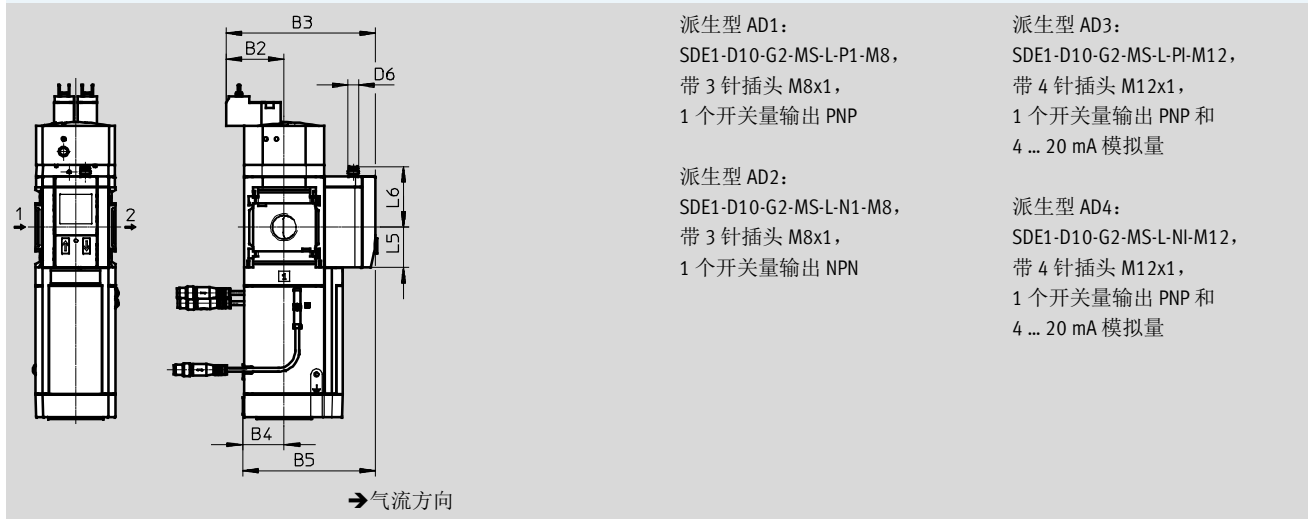 B3
B2
D6
L6
L5
1
2
1
B4
B5
➔气流方向
派生型 AD1：
SDE1-D10-G2-MS-L-P1-M8，
带 3 针插头 M8x1，
1 个开关量输出 PNP
派生型 AD2：
SDE1-D10-G2-MS-L-N1-M8，
带 3 针插头 M8x1，
1 个开关量输出 NPN
派生型 AD3：
SDE1-D10-G2-MS-L-PI-M12，
带 4 针插头 M12x1，
1 个开关量输出 PNP 和
4 ... 20 mA 模拟量
派生型 AD4：
SDE1-D10-G2-MS-L-NI-M12，
带 4 针插头 M12x1，
1 个开关量输出 PNP 和
4 ... 20 mA 模拟量